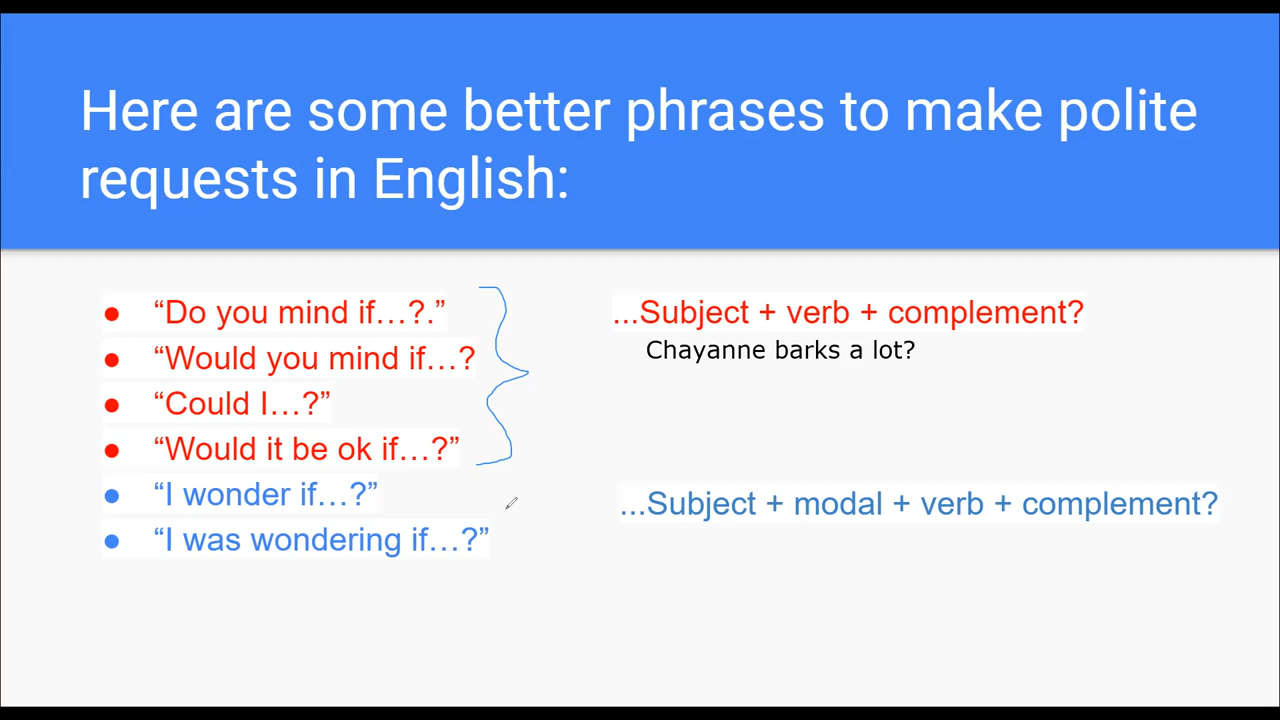 Here are some better phrases to make polite
requests in English:
● “Do you mind if…?.”
● “Would you mind if…?
● “Could I…?”
● “Would it be ok if…?”
● “I wonder if…?”
● “I was wondering if…?”
...Subject + verb + complement?
Chayanne barks a lot?
...Subject + modal + verb + complement?